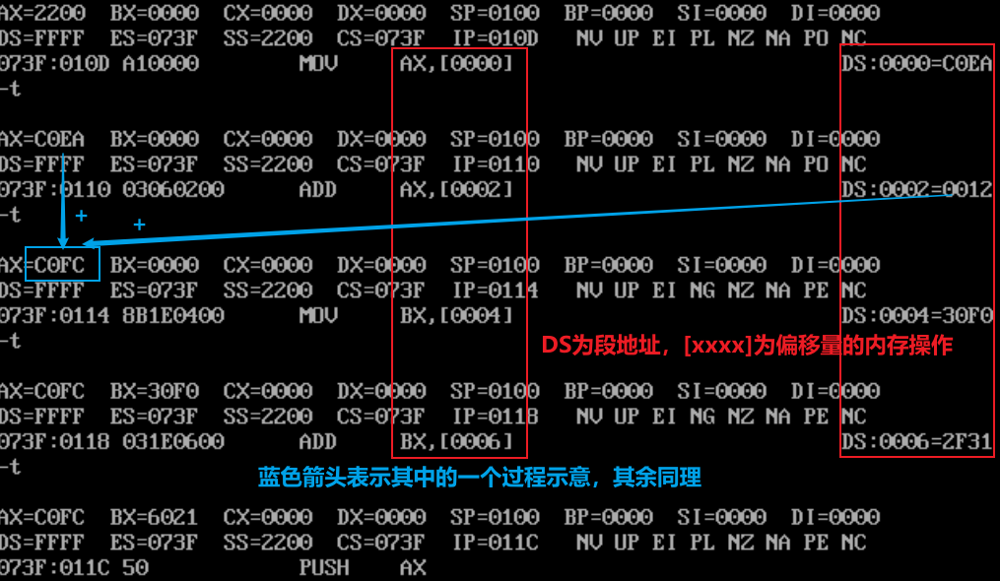 AX=2200 BX=0000 CX=0000 DX=0000 SP=0100 BP=0000 SI=0000 DI=0000
DS=FFFF ES=073F SS=2200 CS=073F IP=010D NV UP EI PL NZ NA PO NC
073F:010D A10000 MOV AX,[0000] DS:0000=C0EA
-t
AX=C0EA BX=0000 CX=0000 DX=0000 SP=0100 BP=0000 SI=0000 DI=0000
DS=FFFF ES=073F SS=2200 CS=073F IP=0110 NV UP EI PL NZ NA PO NC
073F:0110 03060200 ADD AX,[0002] DS:0002=0012
-t
+ +
AX=C0FC BX=0000 CX=0000 DX=0000 SP=0100 BP=0000 SI=0000 DI=0000
DS=FFFF ES=073F SS=2200 CS=073F IP=0114 NV UP EI NG NZ NA PE NC
073F:0114 8B1E0400 MOV BX,[0004] DS:0004=30F0
-t
DS为段地址，[xxxx]为偏移量的内存操作
AX=C0FC BX=30F0 CX=0000 DX=0000 SP=0100 BP=0000 SI=0000 DI=0000
DS=FFFF ES=073F SS=2200 CS=073F IP=0118 NV UP EI NG NZ NA PE NC
073F:0118 031E0600 ADD BX,[0006] DS:0006=2F31
-t
蓝色箭头表示其中的一个过程示意，其余同理
AX=C0FC BX=6021 CX=0000 DX=0000 SP=0100 BP=0000 SI=0000 DI=0000
DS=FFFF ES=073F SS=2200 CS=073F IP=011C NV UP EI PL NZ NA PE NC
073F:011C 50 PUSH AX